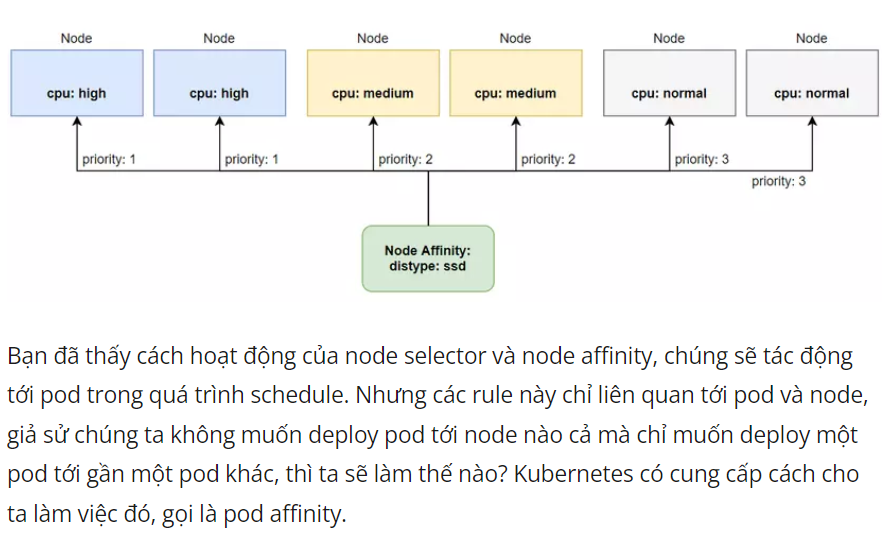 Node Node Node Node Node Node
cpu: high cpu: high cpu: medium cpu: medium cpu: normal cpu: normal
priority: 1 priority: 1 priority: 2 priority: 2 priority: 3
priority: 3
Node Affinity:
distype: ssd
Bạn đã thấy cách hoạt động của node selector và node affinity, chúng sẽ tác động
tới pod trong quá trình schedule. Nhưng các rule này chỉ liên quan tới pod và node,
giả sử chúng ta không muốn deploy pod tới node nào cả mà chỉ muốn deploy một
pod tới gần một pod khác, thì ta sẽ làm thế nào? Kubernetes có cung cấp cách cho
ta làm việc đó, gọi là pod affinity.